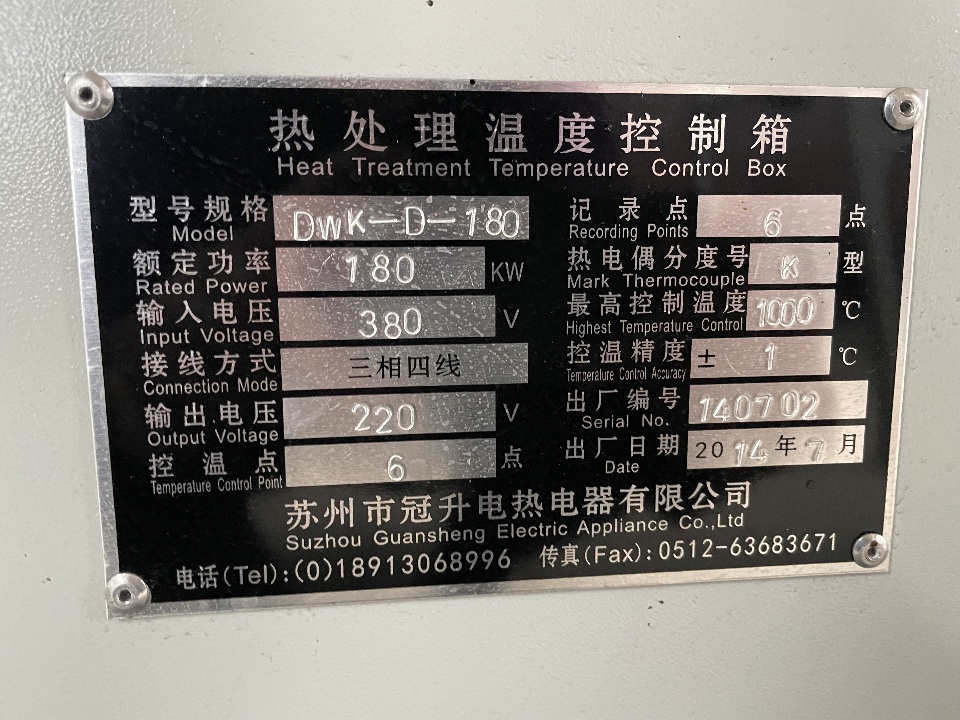 热处理温度控制箱
Heat Treatment Temperature Control Box
型号规格 DWK-D-180
Model
额定功率 180 KW
Rated Power
输入电压 380 V
Input Voltage
接线方式 三相四线
Connection Mode
输出电压 220 V
Output Voltage
控温点 6 点
Temperature Control Point
记录点 6 点
Recording Points
热电偶分度号 K 型
Mark Thermocouple
最高控制温度 1000 ℃
Highest Temperature Control
控温精度 ± 1 ℃
Temperature Control Accuracy
出厂编号 140702
Serial No.
出厂日期 2014年7月
Date
苏州市冠升电热电器有限公司
Suzhou Guansheng Electric Appliance Co.,Ltd
电话(Tel):(0)18913068996 传真(Fax):0512-63683671